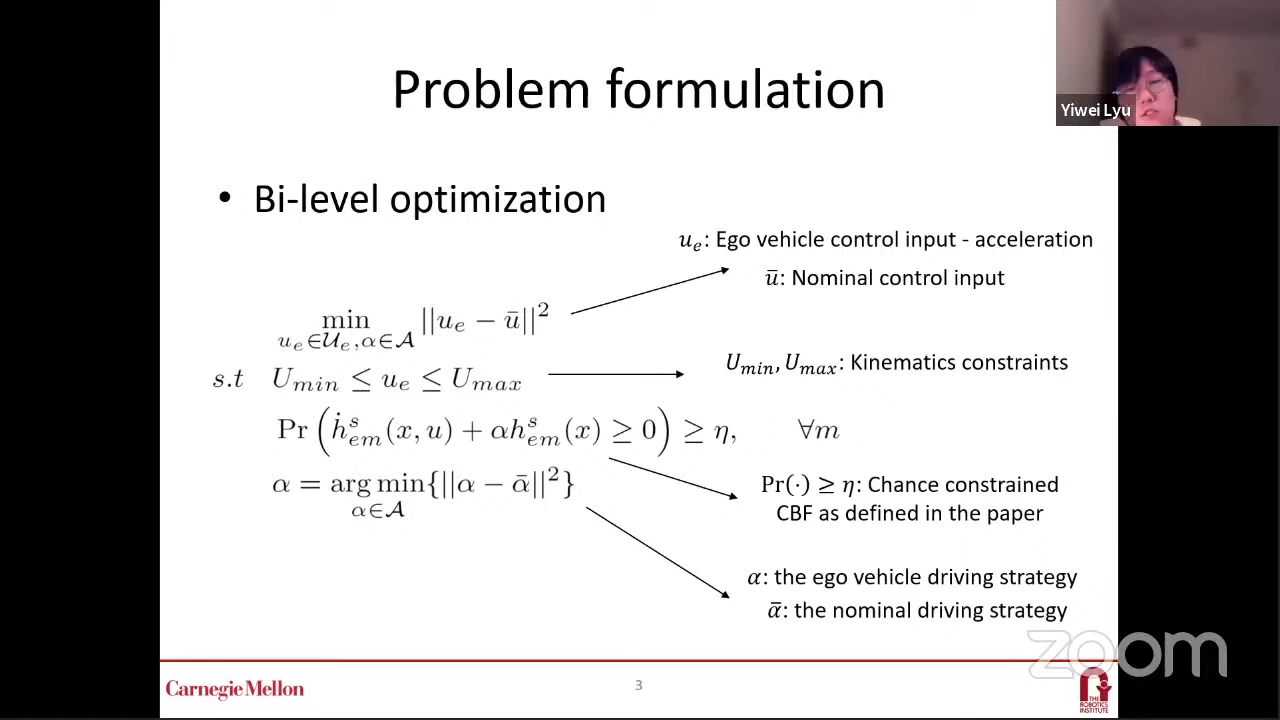 Problem formulation
Yiwei Lyu
• Bi-level optimization
u_e: Ego vehicle control input - acceleration
ū: Nominal control input
min_{u_e∈𝒰_e,α∈𝒜} ||u_e − ū||²
s.t U_min ≤ u_e ≤ U_max
U_min, U_max: Kinematics constraints
Pr(ḣ^s_em(x, u) + αh^s_em(x) ≥ 0) ≥ η, ∀m
α = arg min_{α∈𝒜}{||α − ᾱ||²}
Pr(·) ≥ η: Chance constrained
CBF as defined in the paper
α: the ego vehicle driving strategy
ᾱ: the nominal driving strategy
zoom
Carnegie Mellon
3
THE
ROBOTICS
INSTITUTE